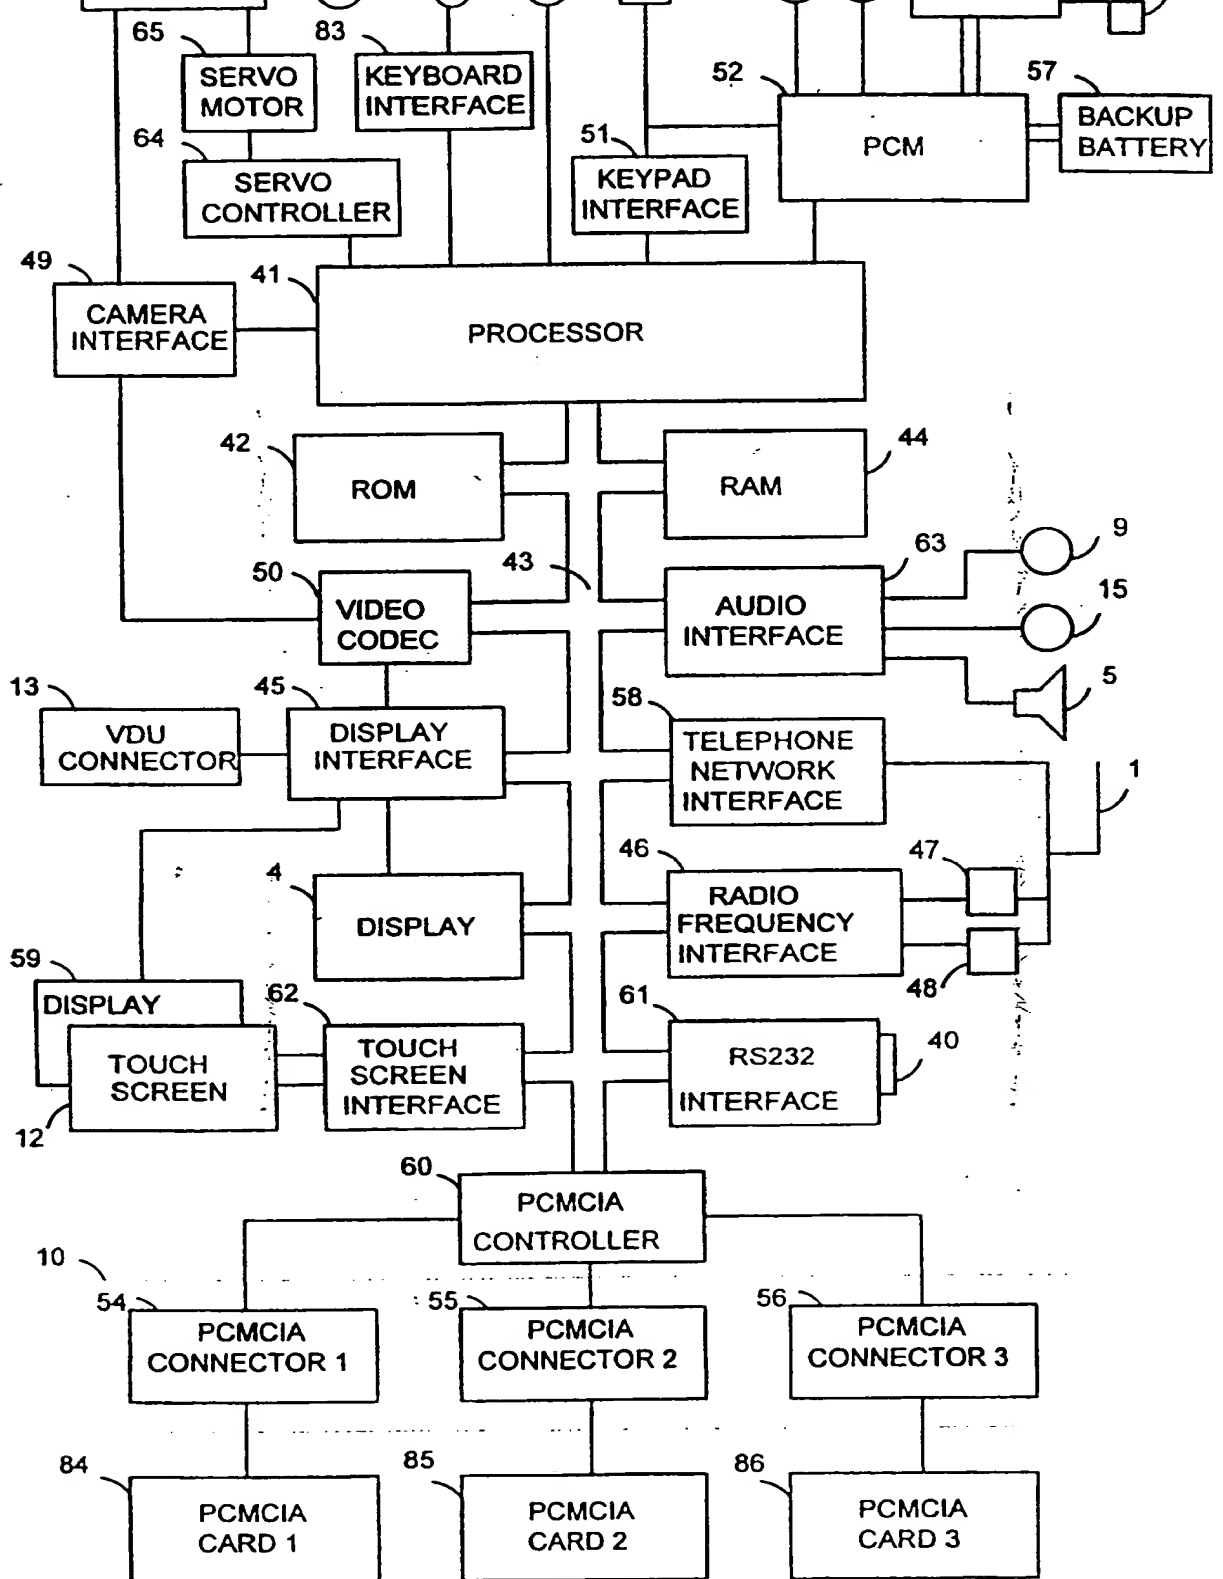 65
83
SERVO
MOTOR
KEYBOARD
INTERFACE
52
57
PCM
BACKUP
BATTERY
64
51
SERVO
CONTROLLER
KEYPAD
INTERFACE
49
41
CAMERA
INTERFACE
PROCESSOR
42
44
ROM
RAM
50
43
63
9
VIDEO
CODEC
AUDIO
INTERFACE
15
13
45
58
5
VDU
CONNECTOR
DISPLAY
INTERFACE
TELEPHONE
NETWORK
INTERFACE
1
4
46
47
DISPLAY
RADIO
FREQUENCY
INTERFACE
48
59
62
61
DISPLAY
TOUCH
SCREEN
TOUCH
SCREEN
INTERFACE
RS232
INTERFACE
40
12
60
PCMCIA
CONTROLLER
10
54
55
56
PCMCIA
CONNECTOR 1
PCMCIA
CONNECTOR 2
PCMCIA
CONNECTOR 3
84
85
86
PCMCIA
CARD 1
PCMCIA
CARD 2
PCMCIA
CARD 3